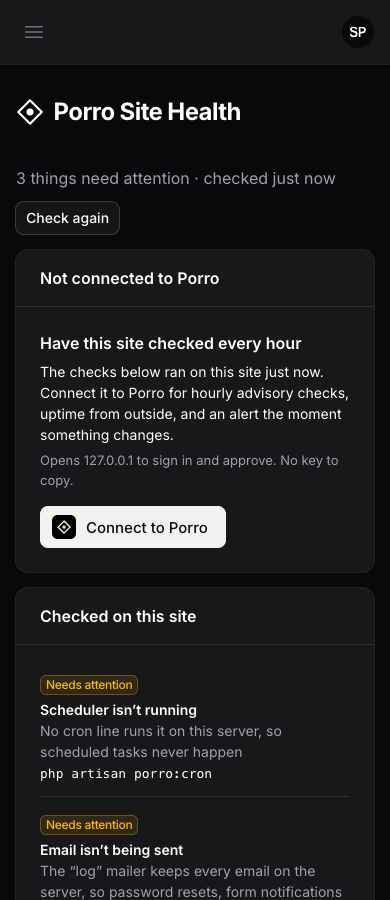 SP
Porro Site Health
3 things need attention · checked just now
Check again
Not connected to Porro
Have this site checked every hour
The checks below ran on this site just now.
Connect it to Porro for hourly advisory checks,
uptime from outside, and an alert the moment
something changes.
Opens 127.0.0.1 to sign in and approve. No key to
copy.
Connect to Porro
Checked on this site
Needs attention
Scheduler isn’t running
No cron line runs it on this server, so
scheduled tasks never happen
php artisan porro:cron
Needs attention
Email isn’t being sent
The “log” mailer keeps every email on the
server, so password resets, form notifications